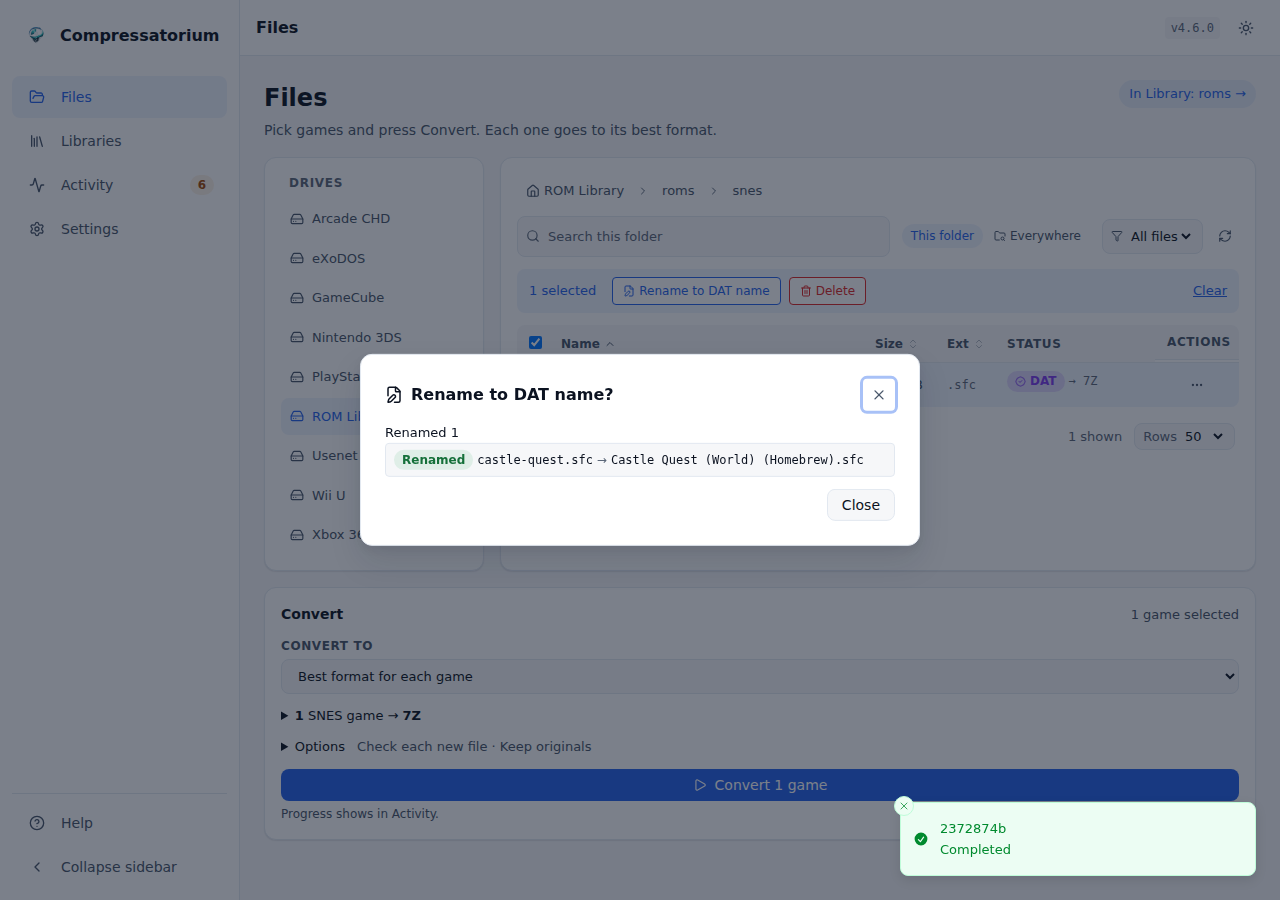 Compressatorium
Files
v4.6.0
Files
Libraries
Activity
6
Settings
Help
Collapse sidebar
Files
In Library: roms →
Pick games and press Convert. Each one goes to its best format.
DRIVES
Arcade CHD
eXoDOS
GameCube
Nintendo 3DS
PlaySta
ROM Li
Usenet
Wii U
Xbox 36
ROM Library
roms
snes
Search this folder
This folder
Everywhere
All files
1 selected
Rename to DAT name
Delete
Clear
Name
Size
Ext
STATUS
ACTIONS
.sfc
DAT
→ 7Z
1 shown
Rows 50
Rename to DAT name?
Renamed 1
Renamed castle-quest.sfc → Castle Quest (World) (Homebrew).sfc
Close
Convert
1 game selected
CONVERT TO
Best format for each game
1 SNES game → 7Z
Options Check each new file · Keep originals
Convert 1 game
Progress shows in Activity.
2372874b
Completed